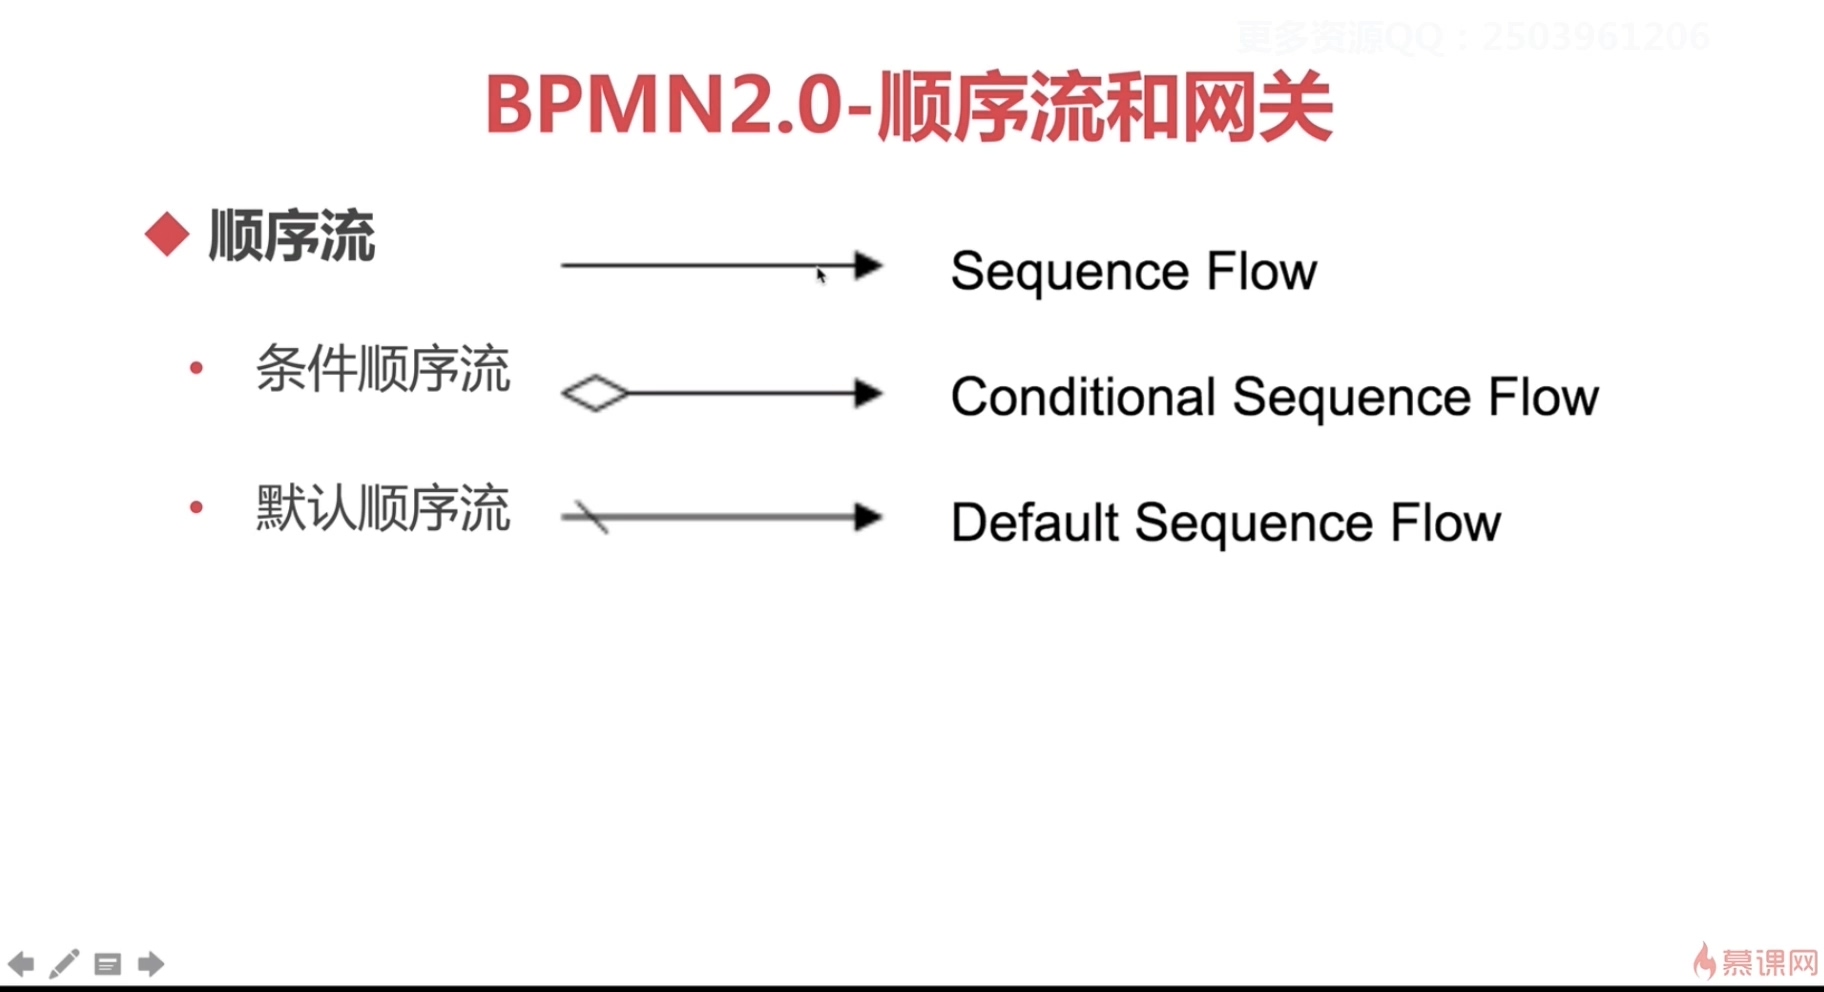 更多资源QQ：2503961206
BPMN2.0-顺序流和网关
顺序流
Sequence Flow
条件顺序流
Conditional Sequence Flow
默认顺序流
Default Sequence Flow
慕课网